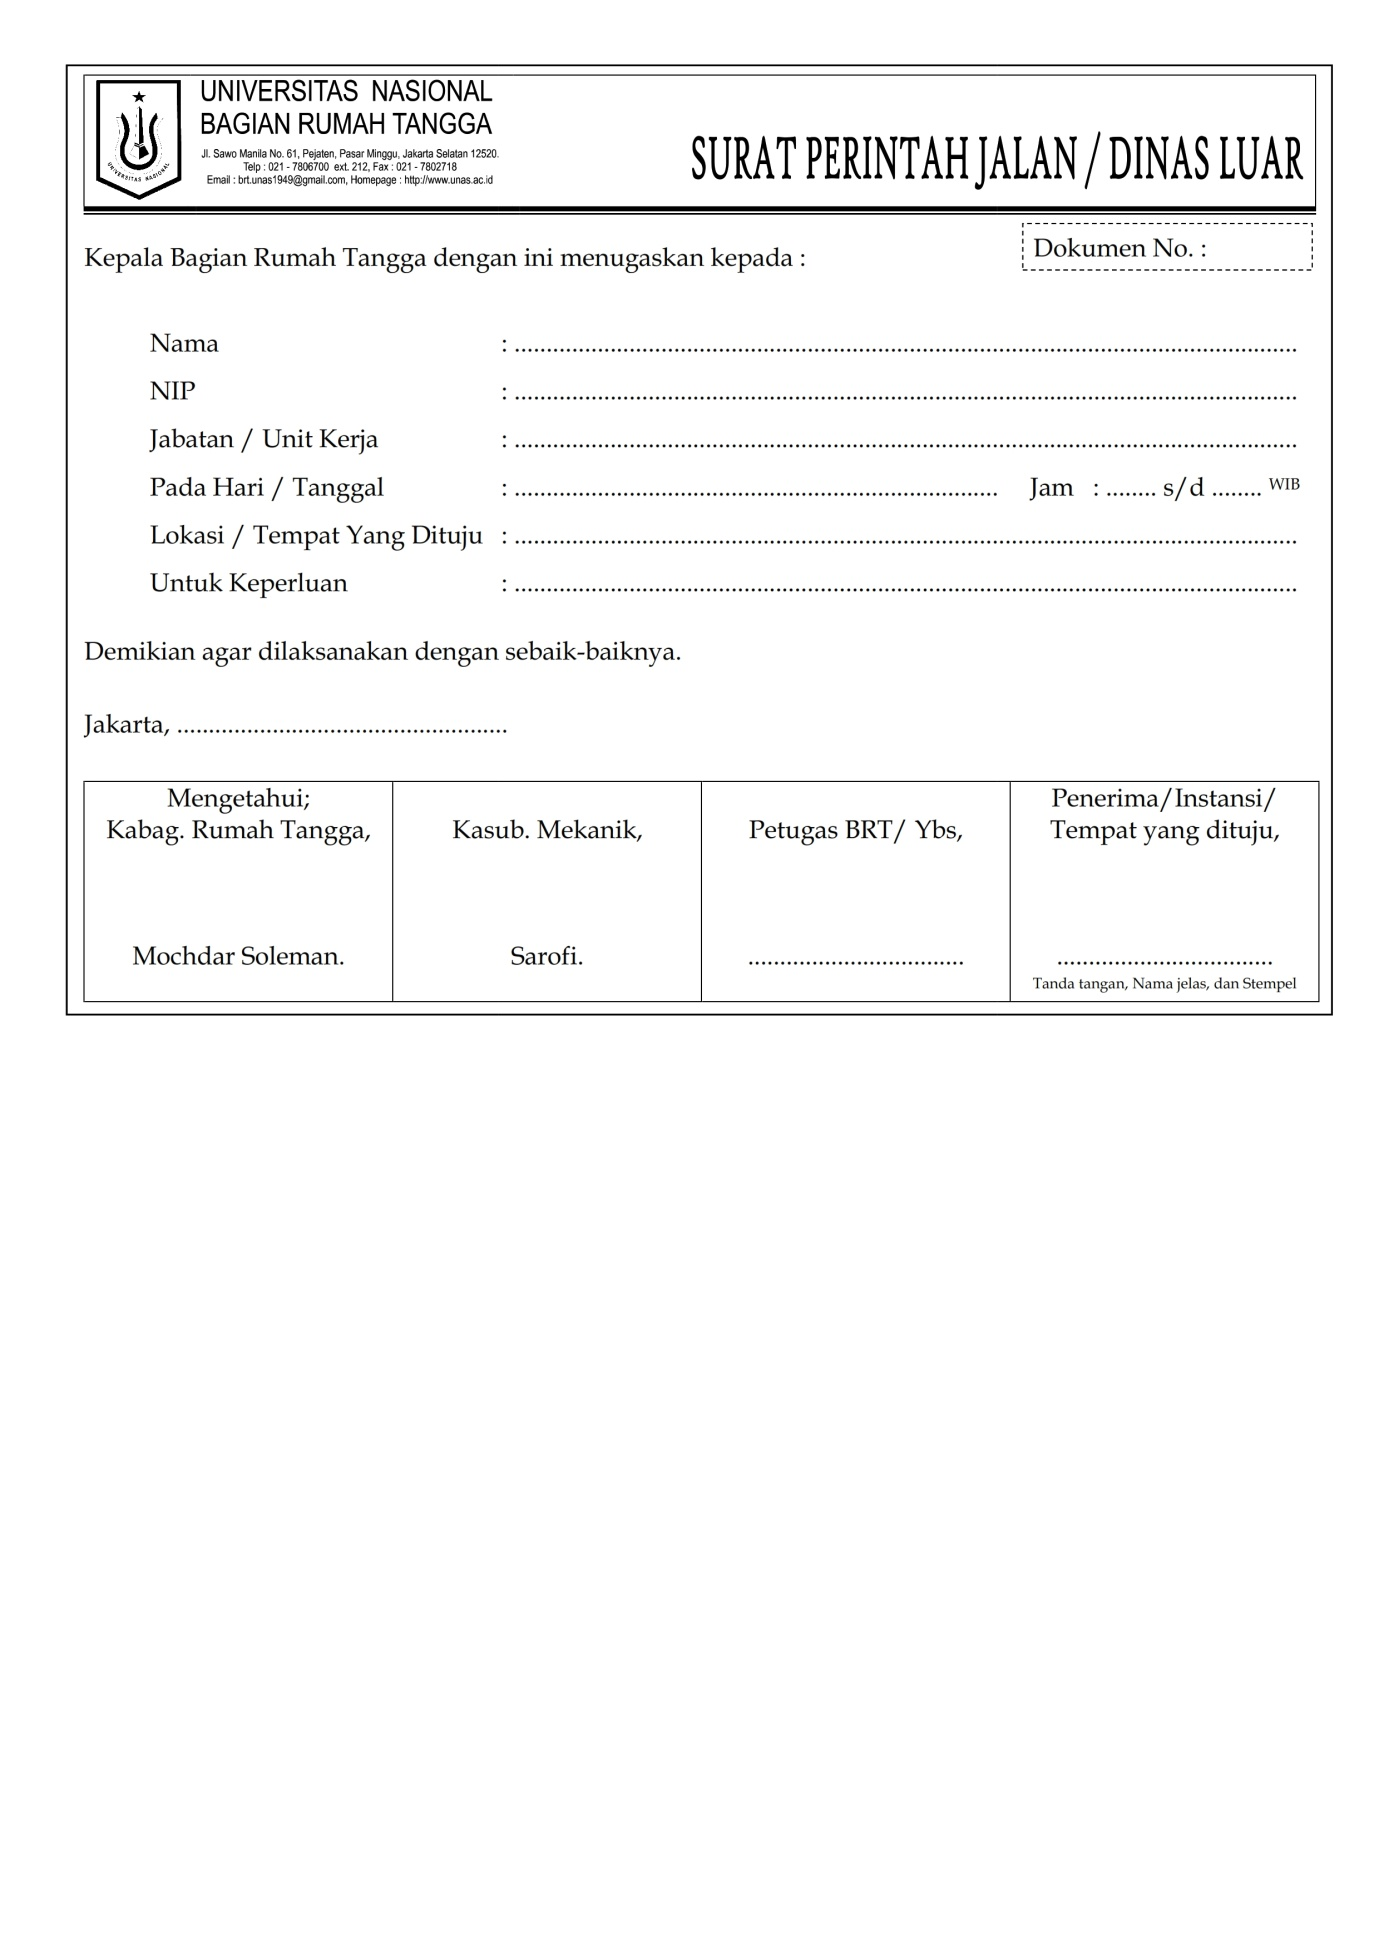 UNIVERSITAS NASIONAL
BAGIAN RUMAH TANGGA
Jl. Sawo Manila No. 61, Pejaten, Pasar Minggu, Jakarta Selatan 12520.
Telp : 021 - 7806700 ext. 212, Fax : 021 - 7802718
Email : brt.unas1949@gmail.com, Homepage : http://www.unas.ac.id
UNIVERSITAS NASIONAL
SURAT PERINTAH JALAN / DINAS LUAR
Dokumen No. :
Kepala Bagian Rumah Tangga dengan ini menugaskan kepada :
Nama : ............................................................................................................................
NIP : ............................................................................................................................
Jabatan / Unit Kerja : ............................................................................................................................
Pada Hari / Tanggal : ............................................................................ Jam : ........ s/d ........ WIB
Lokasi / Tempat Yang Dituju : ............................................................................................................................
Untuk Keperluan : ............................................................................................................................
Demikian agar dilaksanakan dengan sebaik-baiknya.
Jakarta, ....................................................
Mengetahui;
Kabag. Rumah Tangga,
Mochdar Soleman.
Kasub. Mekanik,
Sarofi.
Petugas BRT/ Ybs,
..................................
Penerima/Instansi/
Tempat yang dituju,
..................................
Tanda tangan, Nama jelas, dan Stempel